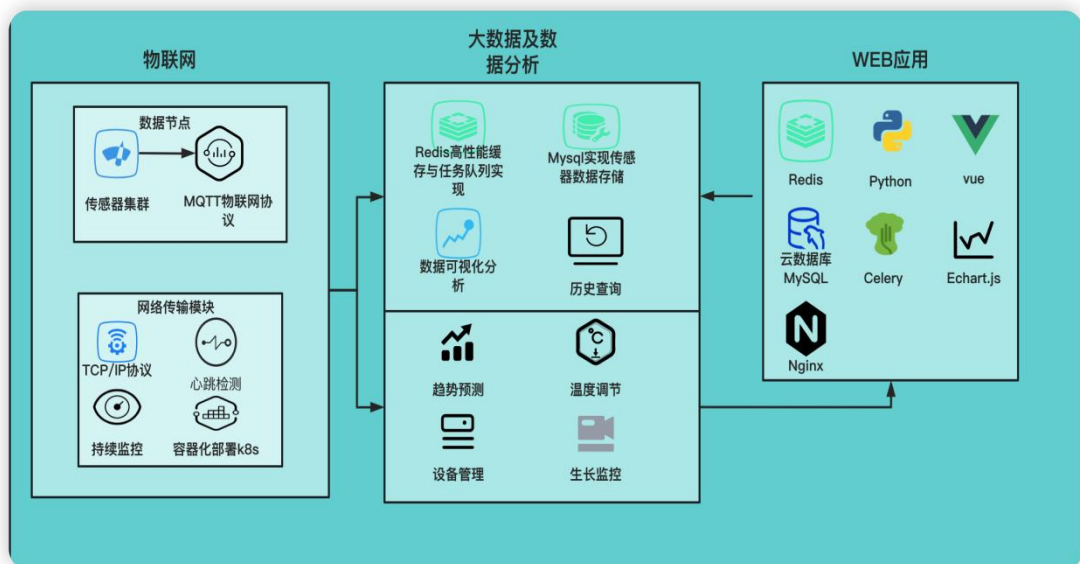 物联网
数据节点
传感器集群
MQTT物联网协
议
网络传输模块
TCP/IP协议
心跳检测
持续监控
容器化部署k8s
大数据及数
据分析
Redis高性能缓
存与任务队列实
现
Mysql实现传感
器数据存储
数据可视化分
析
历史查询
趋势预测
°C
温度调节
设备管理
生长监控
WEB应用
Redis
Python
vue
云数据库
MySQL
Celery
Echart.js
N
Nginx